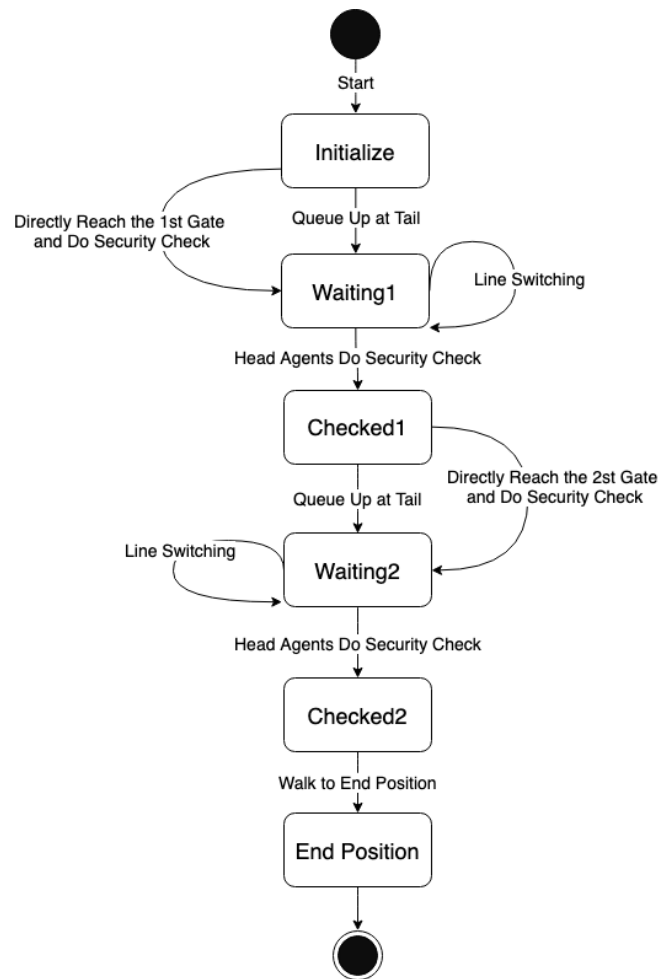 Start
Initialize
Directly Reach the 1st Gate
and Do Security Check
Queue Up at Tail
Waiting1
Line Switching
Head Agents Do Security Check
Checked1
Directly Reach the 2st Gate
and Do Security Check
Queue Up at Tail
Line Switching
Waiting2
Head Agents Do Security Check
Checked2
Walk to End Position
End Position